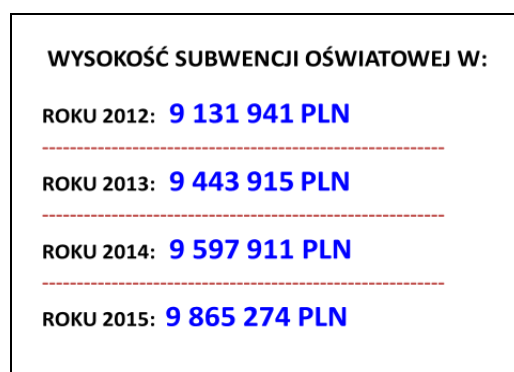 WYSOKOŚĆ SUBWENCJI OŚWIATOWEJ W:
ROKU 2012: 9 131 941 PLN
ROKU 2013: 9 443 915 PLN
ROKU 2014: 9 597 911 PLN
ROKU 2015: 9 865 274 PLN